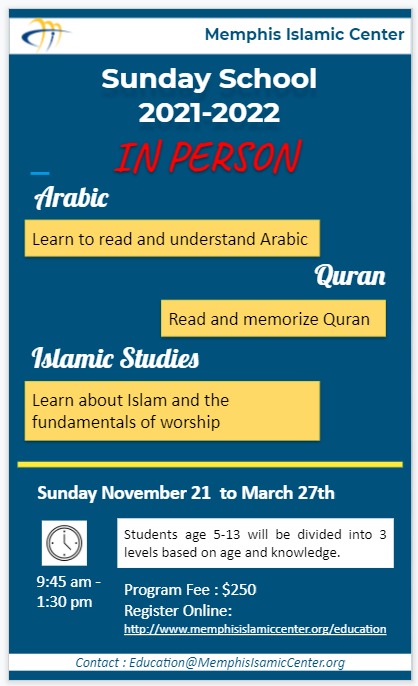 Memphis Islamic Center
Sunday School
2021-2022
IN PERSON
Arabic
Learn to read and understand Arabic
Quran
Read and memorize Quran
Islamic Studies
Learn about Islam and the
fundamentals of worship
Sunday November 21 to March 27th
Students age 5-13 will be divided into 3
levels based on age and knowledge.
9:45 am -
1:30 pm
Program Fee : $250
Register Online:
http://www.memphisislamiccenter.org/education
Contact : Education@MemphisIsamicCenter.org